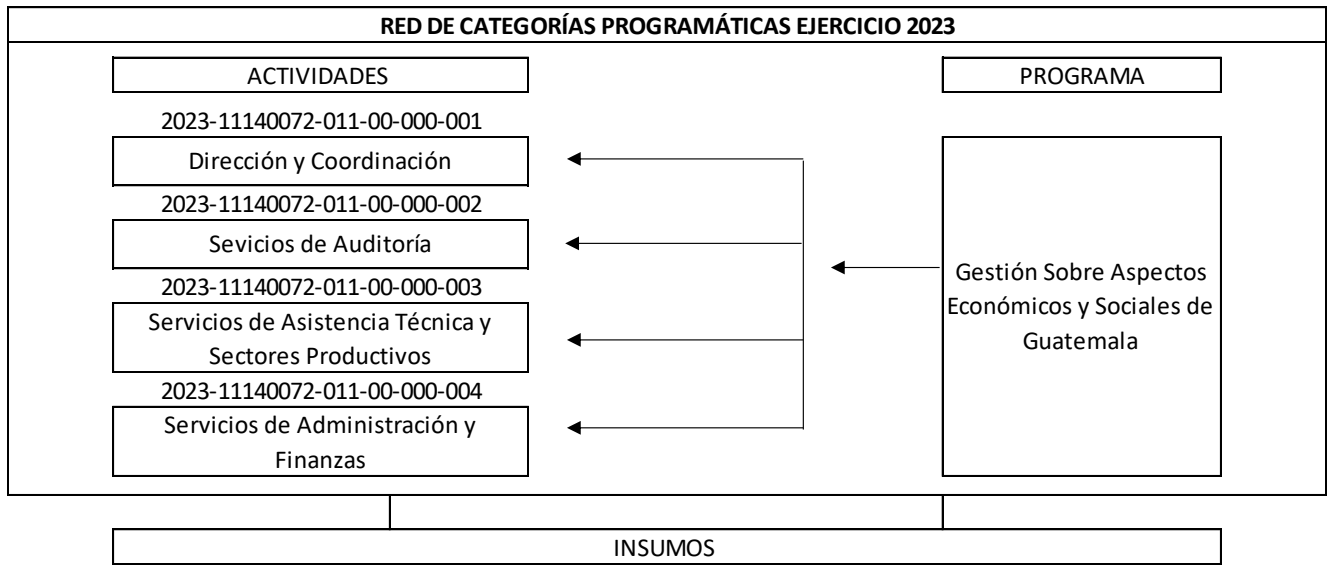 RED DE CATEGORÍAS PROGRAMÁTICAS EJERCICIO 2023
ACTIVIDADES
PROGRAMA
2023-11140072-011-00-000-001
Dirección y Coordinación
2023-11140072-011-00-000-002
Sevicios de Auditoría
2023-11140072-011-00-000-003
Servicios de Asistencia Técnica y
Sectores Productivos
2023-11140072-011-00-000-004
Servicios de Administración y
Finanzas
Gestión Sobre Aspectos
Económicos y Sociales de
Guatemala
INSUMOS